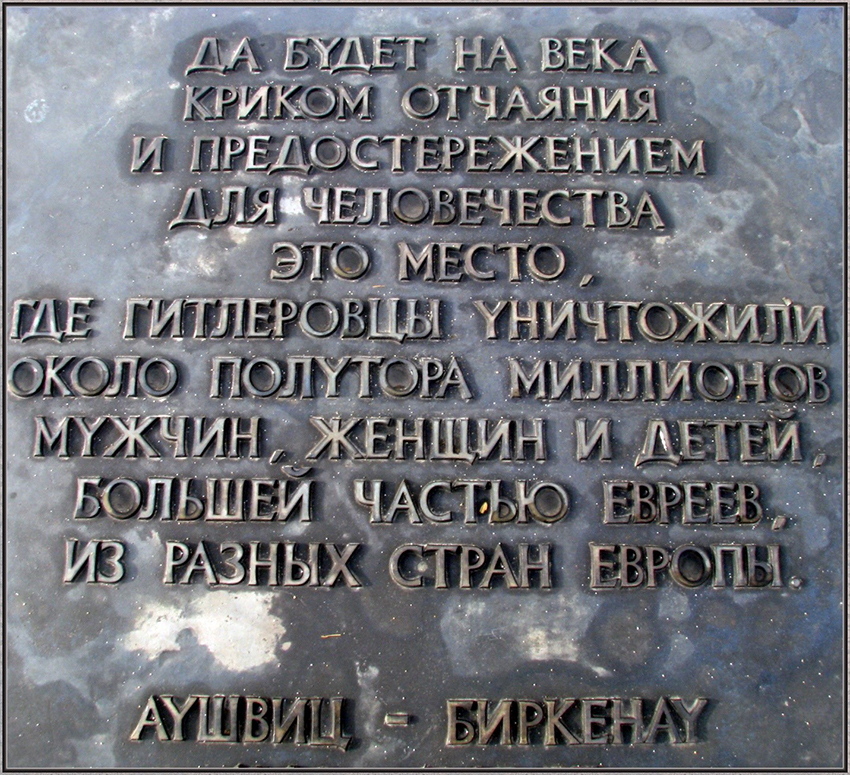 ДА БУДЕТ НА ВЕКА
КРИКОМ ОТЧАЯНИЯ
И ПРЕДОСТЕРЕЖЕНИЕМ
ДЛЯ ЧЕЛОВЕЧЕСТВА
ЭТО МЕСТО,
ГДЕ ГИТЛЕРОВЦЫ УНИЧТОЖИЛИ
ОКОЛО ПОЛУТОРА МИЛЛИОНОВ
МУЖЧИН, ЖЕНЩИН И ДЕТЕЙ,
БОЛЬШЕЙ ЧАСТЬЮ ЕВРЕЕВ,
ИЗ РАЗНЫХ СТРАН ЕВРОПЫ.
АУШВИЦ - БИРКЕНАУ